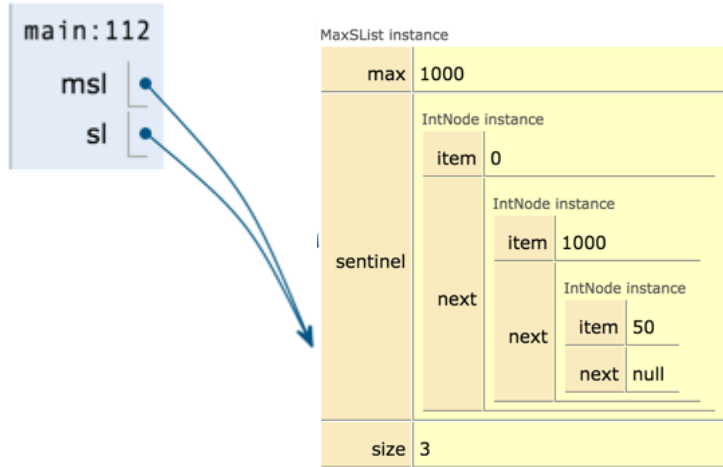 main:112
msl
sl
MaxSList instance
max 1000
sentinel
IntNode instance
item 0
next
IntNode instance
item 1000
next
IntNode instance
item 50
next null
size 3